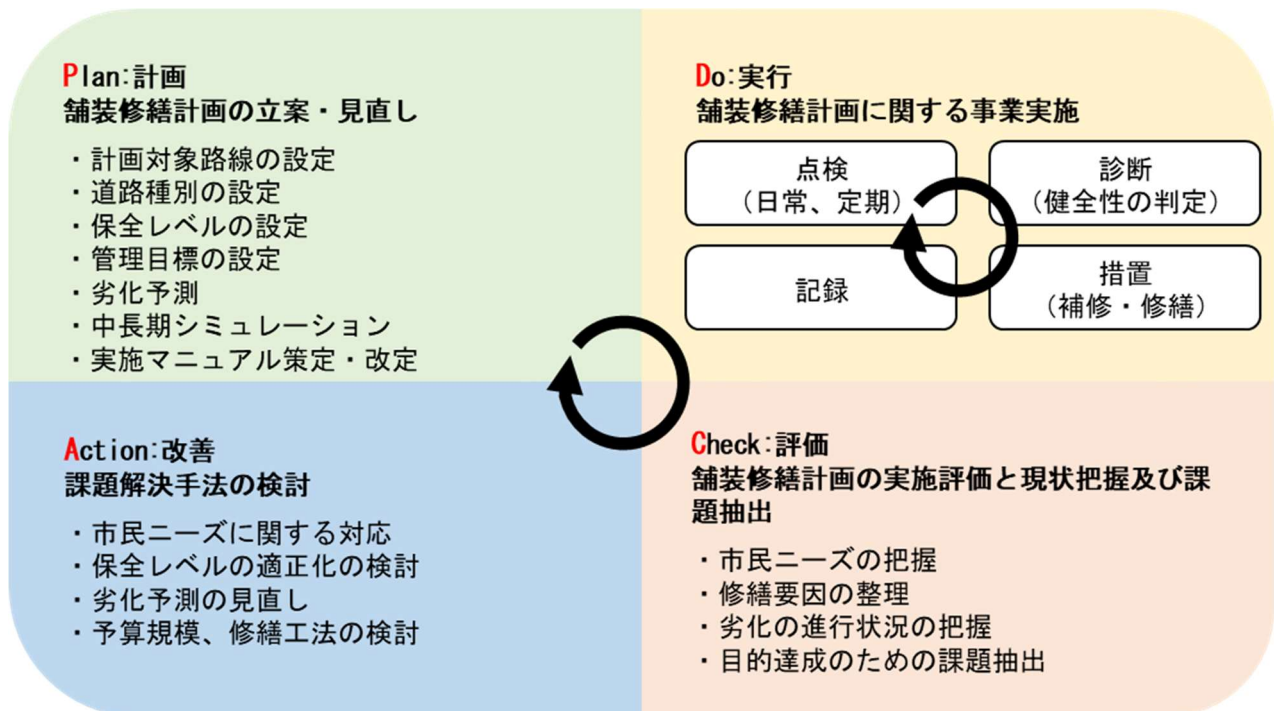 Plan:計画
舗装修繕計画の立案・見直し
・計画対象路線の設定
・道路種別の設定
・保全レベルの設定
・管理目標の設定
・劣化予測
・中長期シミュレーション
・実施マニュアル策定・改定
Do:実行
舗装修繕計画に関する事業実施
点検
（日常、定期）
診断
（健全性の判定）
記録
措置
（補修・修繕）
Action:改善
課題解決手法の検討
・市民ニーズに関する対応
・保全レベルの適正化の検討
・劣化予測の見直し
・予算規模、修繕工法の検討
Check:評価
舗装修繕計画の実施評価と現状把握及び課
題抽出
・市民ニーズの把握
・修繕要因の整理
・劣化の進行状況の把握
・目的達成のための課題抽出